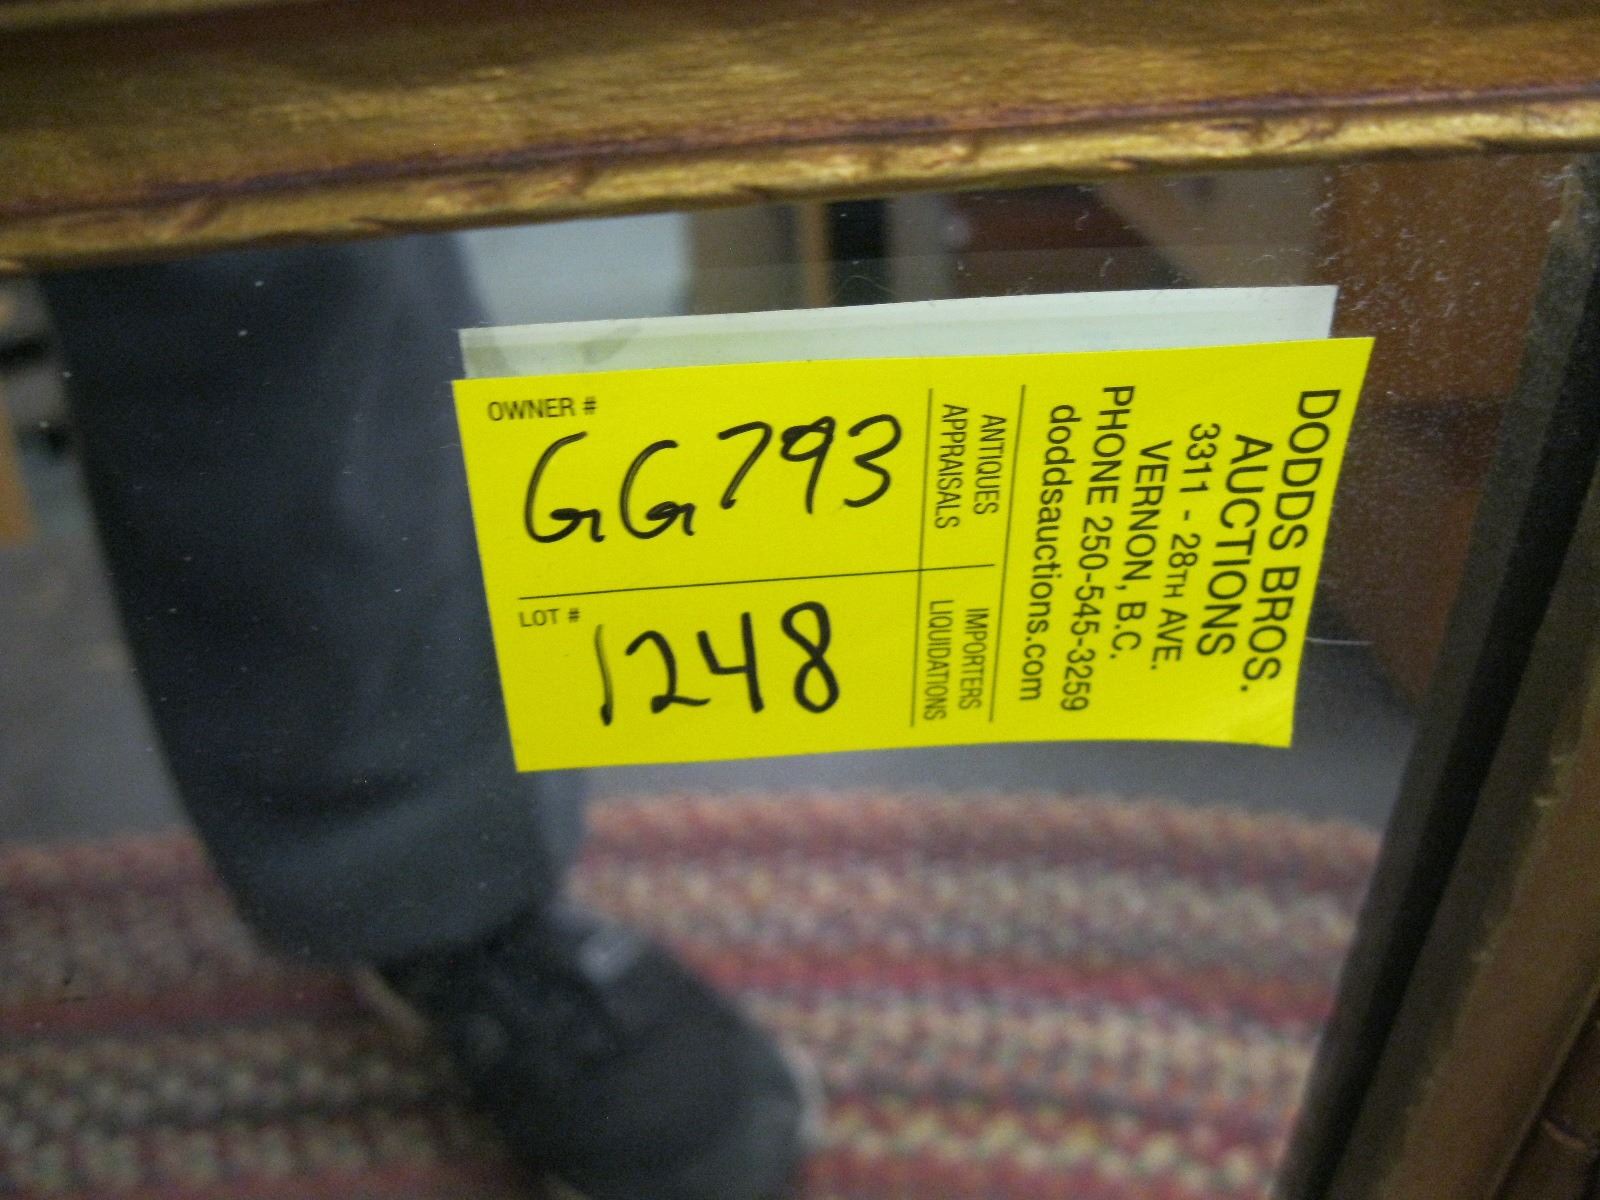 DODDS BROS.
AUCTIONS
3311 - 28TH AVE.
VERNON, B.C.
PHONE 250-545-3259
doddsauctions.com
ANTIQUES
APPRAISALS
IMPORTERS
LIQUIDATIONS
OWNER #
GG793
LOT #
1248